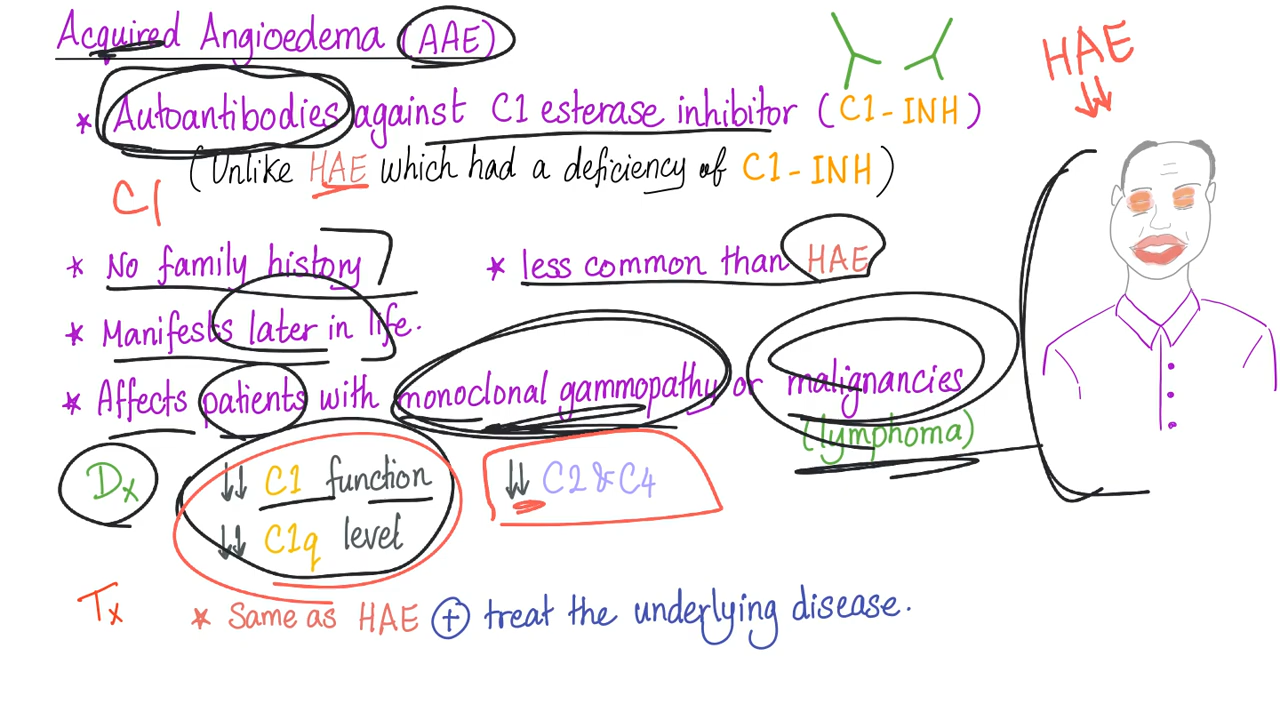 Acquired Angioedema (AAE)
HAE
* Autoantibodies against C1 esterase inhibitor (C1-INH)
(Unlike HAE which had a deficiency of C1-INH)
C1
* No family history
* less common than HAE
* Manifests later in life.
* Affects patients with monoclonal gammopathy or malignancies
(lymphoma)
Dx
↓↓ C1 function
↓↓ C2 & C4
↓↓ C1q level
Tx
* Same as HAE + treat the underlying disease.